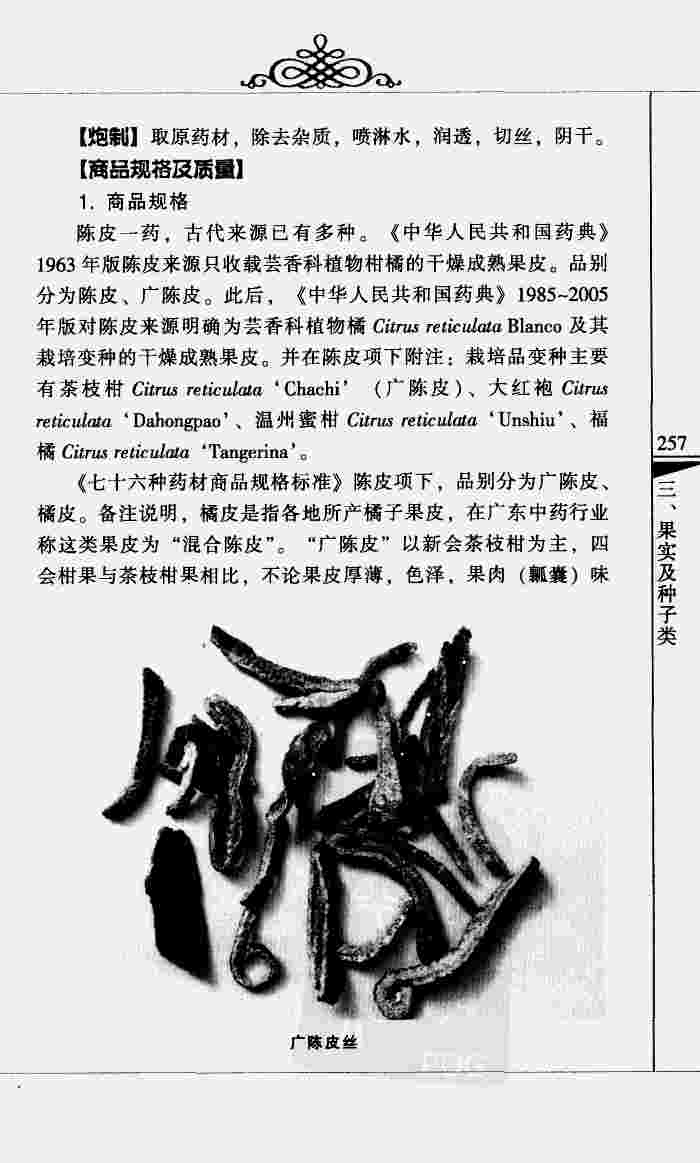 【炮制】取原药材，除去杂质，喷淋水，润透，切丝，阴干。
【商品规格及质量】
1. 商品规格
陈皮一药，古代来源已有多种。《中华人民共和国药典》
1963 年版陈皮来源只收载芸香科植物柑橘的干燥成熟果皮。品别
分为陈皮、广陈皮。此后，《中华人民共和国药典》1985~2005
年版对陈皮来源明确为芸香科植物橘 Citrus reticulata Blanco 及其
栽培变种的干燥成熟果皮。并在陈皮项下附注：栽培品变种主要
有茶枝柑 Citrus reticulata ‘Chachi’ （广陈皮）、大红袍 Citrus
reticulata ‘Dahongpao’、温州蜜柑 Citrus reticulata ‘Unshiu’、福
橘 Citrus reticulata ‘Tangerina’。
《七十六种药材商品规格标准》陈皮项下，品别分为广陈皮、
橘皮。备注说明，橘皮是指各地所产橘子果皮，在广东中药行业
称这类果皮为“混合陈皮”。“广陈皮”以新会茶枝柑为主，四
会柑果与茶枝柑果相比，不论果皮厚薄，色泽，果肉（瓤囊）味
广陈皮丝
PDG
257
三、果实及种子类